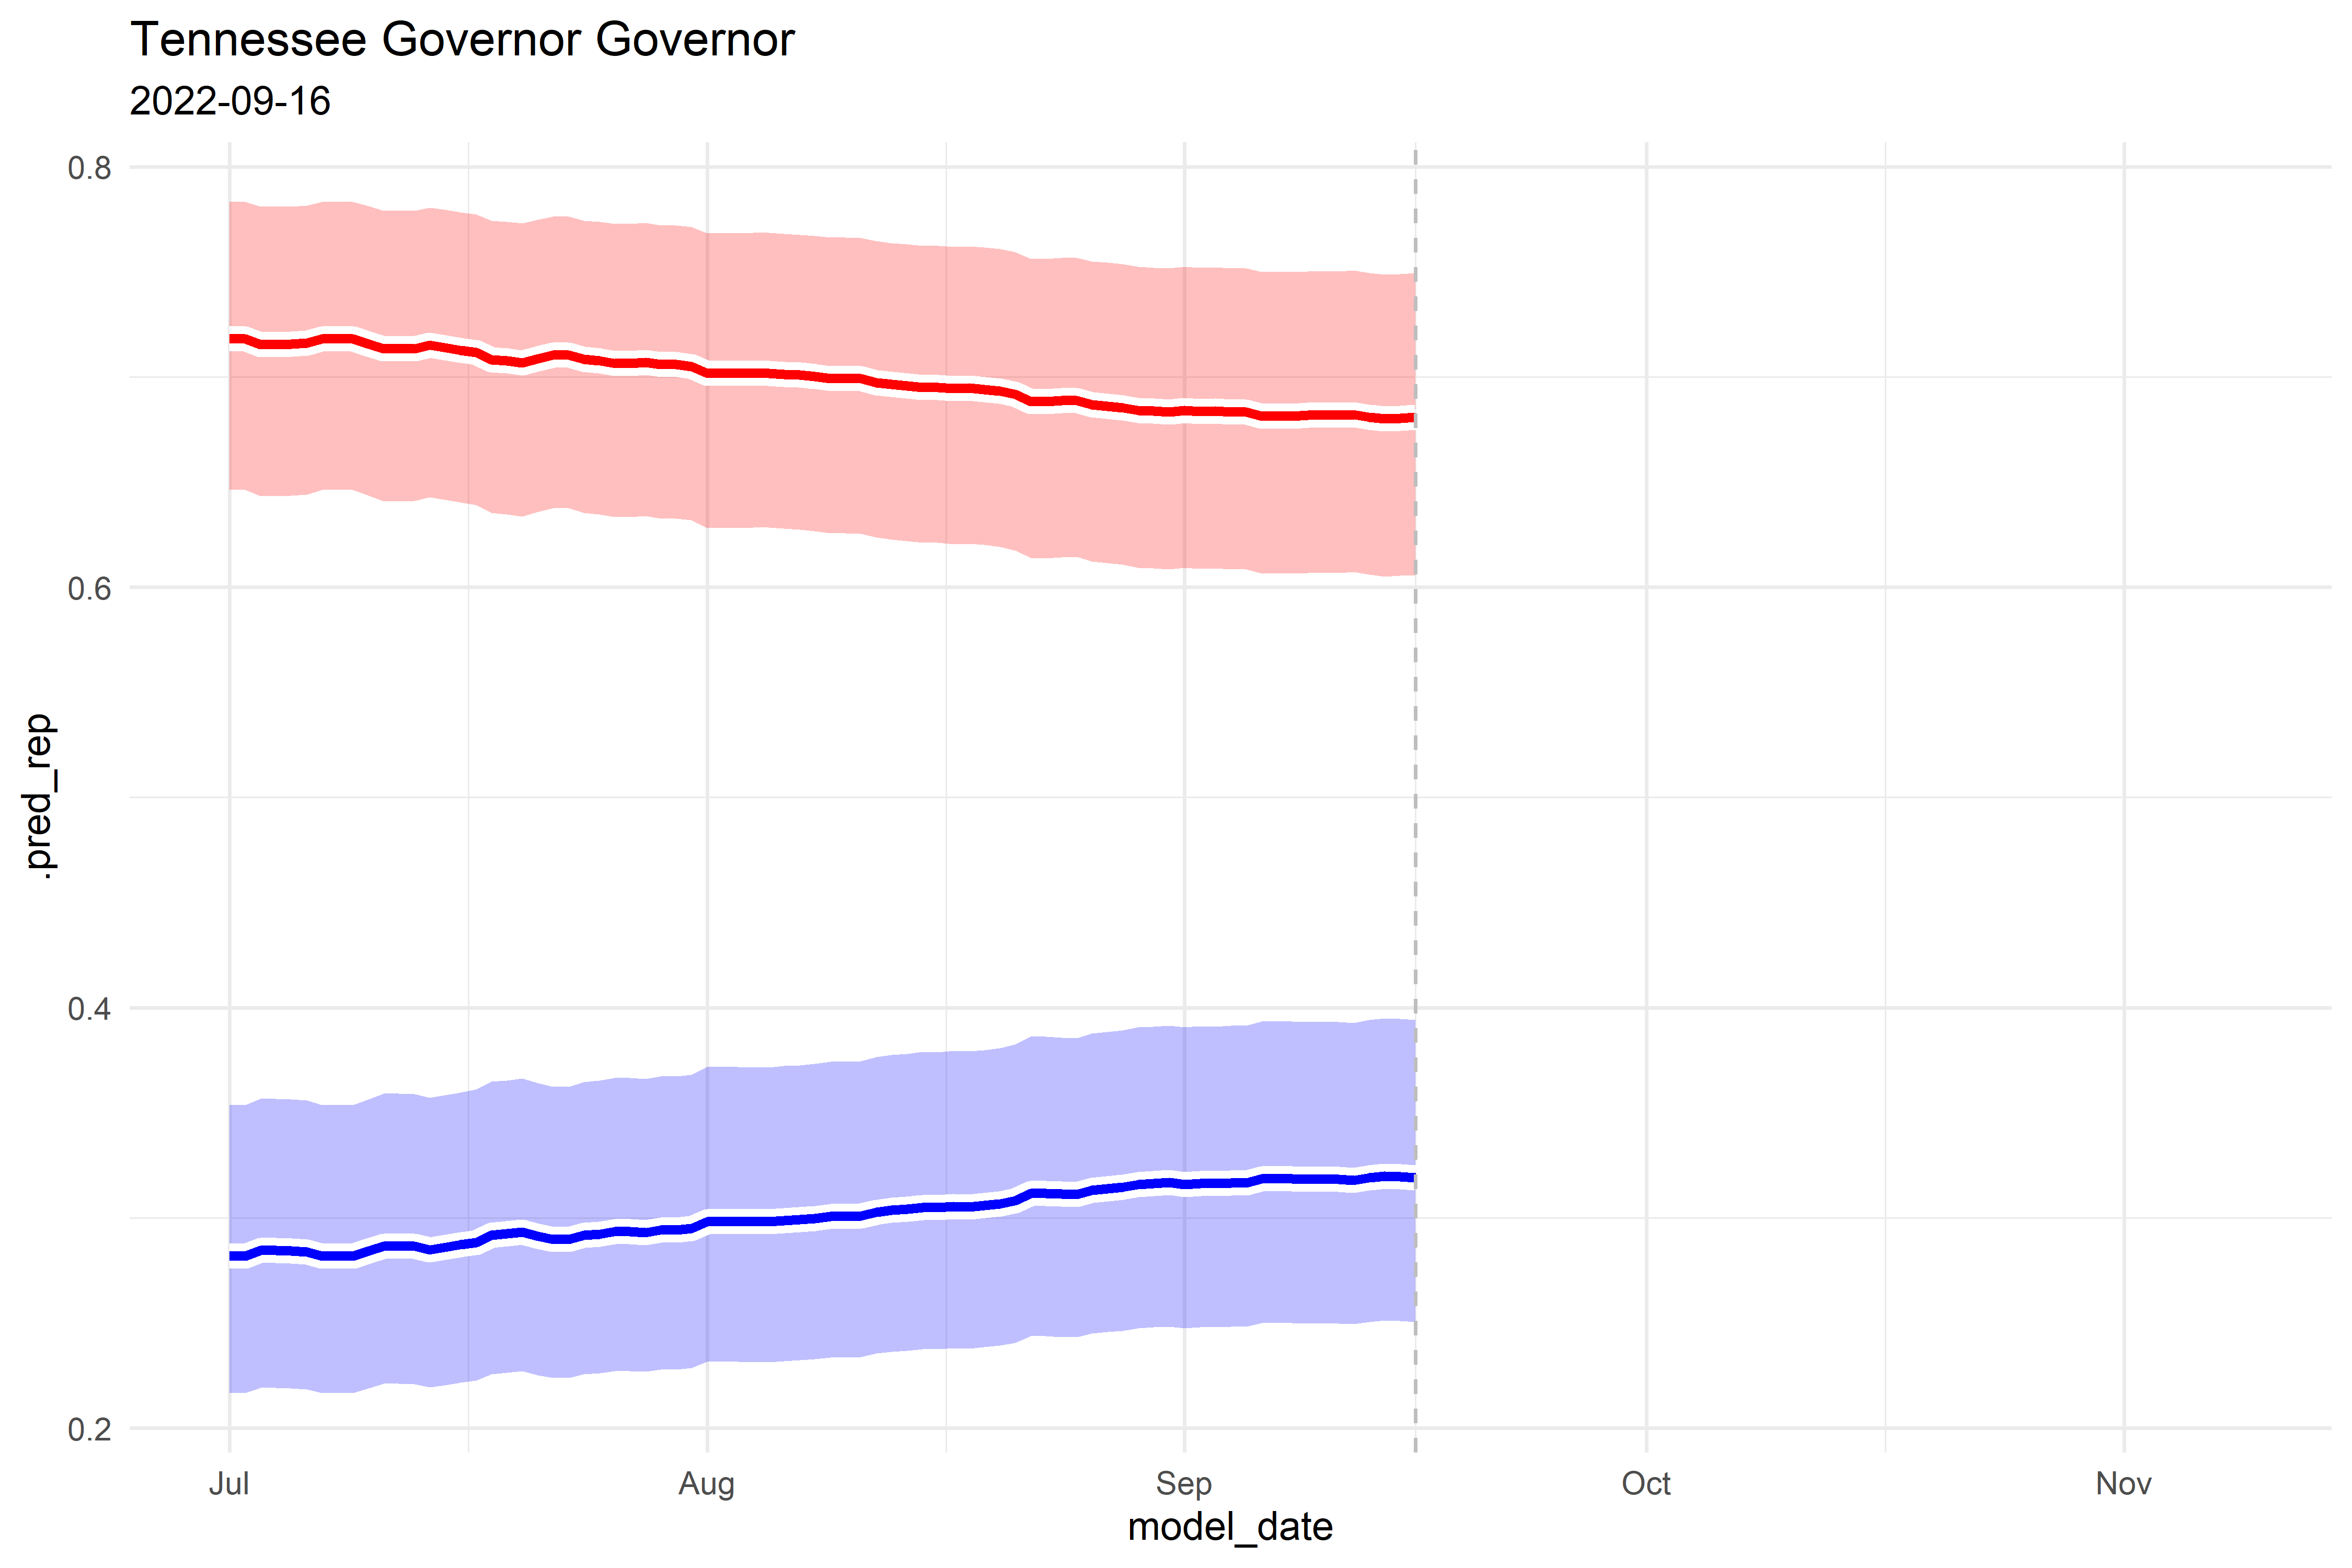 Tennessee Governor Governor
2022-09-16
0.8
0.6
0.4
0.2
.pred_rep
Jul Aug Sep Oct Nov
model_date